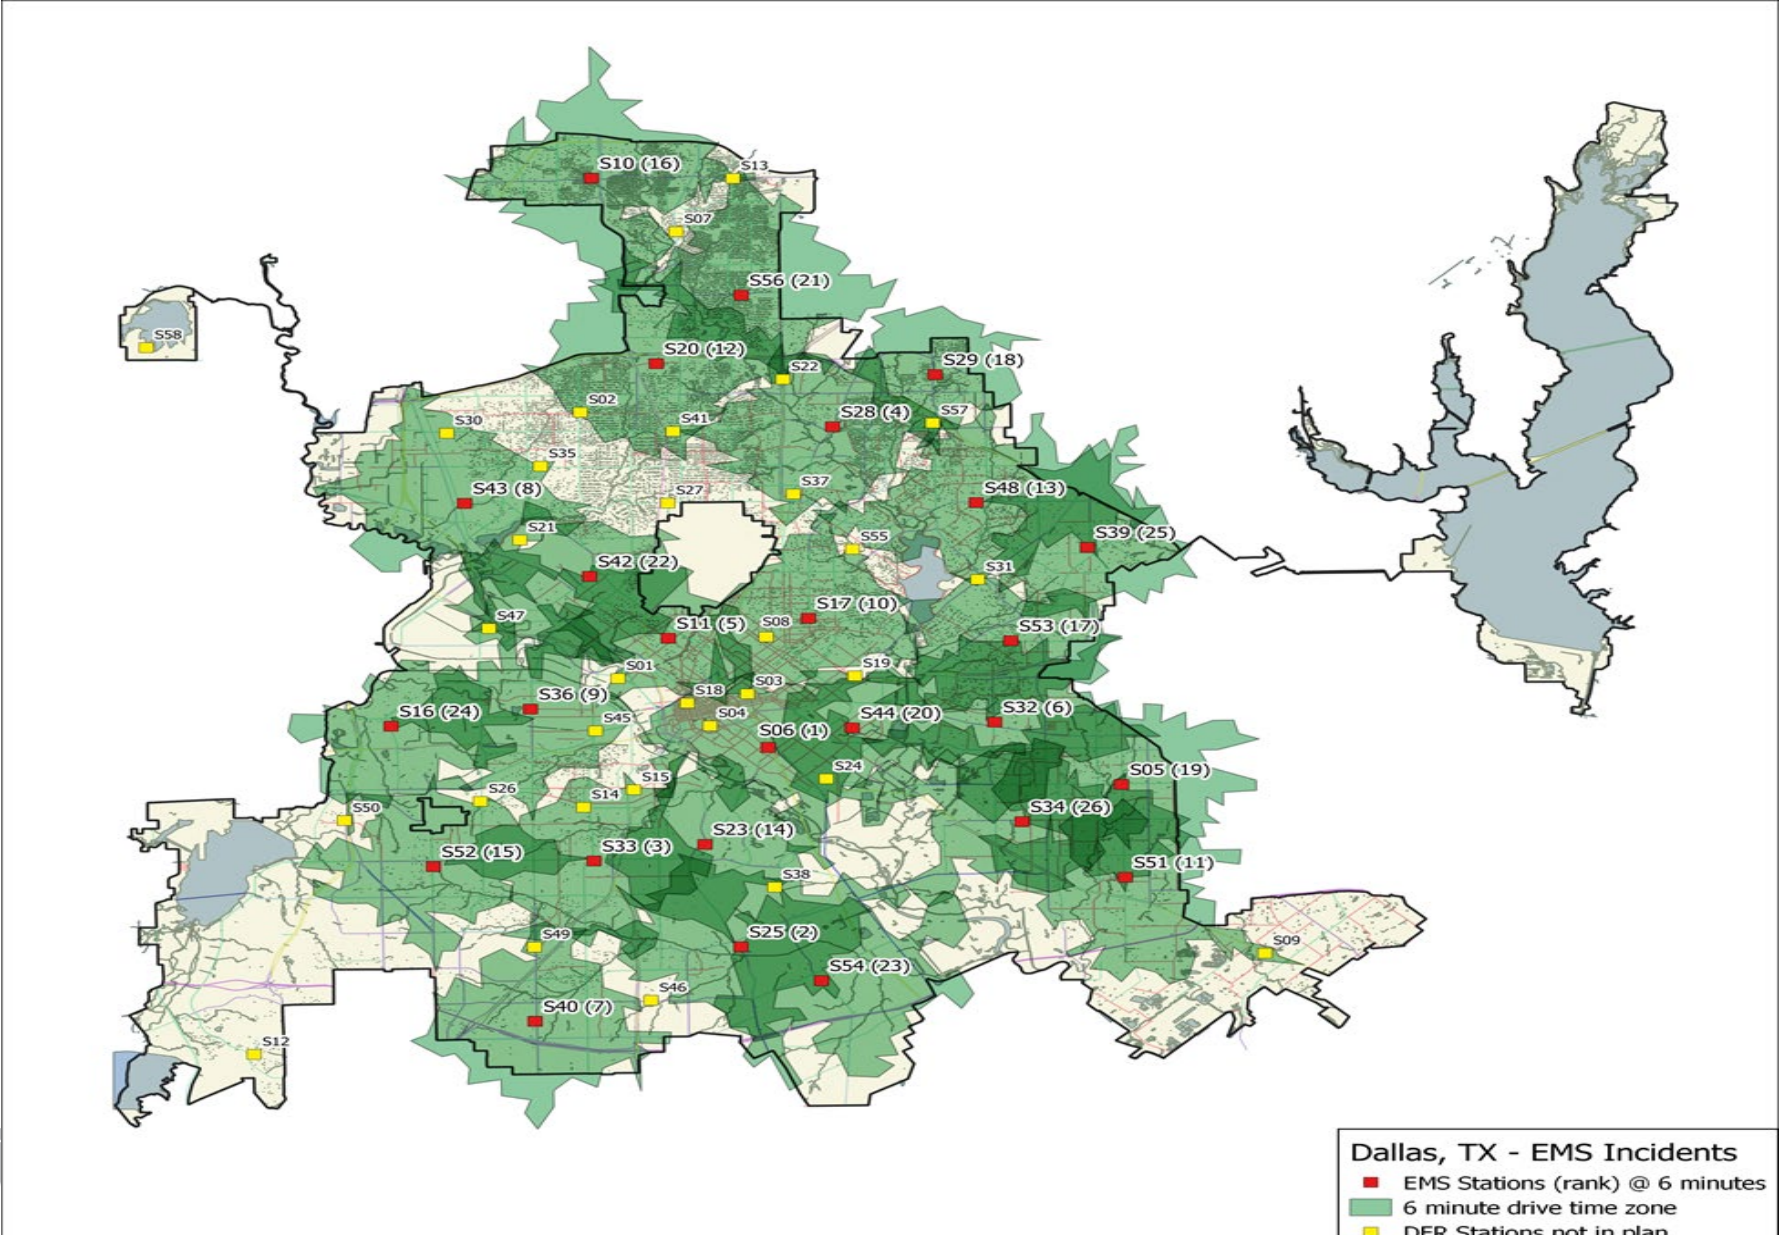 S10 (16)
S13
S07
S56 (21)
S58
S20 (12)
S22
S29 (18)
S02
S28 (4)
S57
S30
S41
S35
S43 (8)
S27
S37
S48 (13)
S21
S55
S39 (25)
S42 (22)
S31
S17 (10)
S47
S11 (5)
S08
S53 (17)
S01
S19
S03
S36 (9)
S18
S16 (24)
S45
S04
S06 (1)
S44 (20)
S32 (6)
S24
S05 (19)
S15
S26
S14
S50
S34 (26)
S23 (14)
S52 (15)
S33 (3)
S51 (11)
S38
S49
S25 (2)
S09
S54 (23)
S46
S40 (7)
S12
Dallas, TX - EMS Incidents
EMS Stations (rank) @ 6 minutes
6 minute drive time zone
DFR Stations not in plan